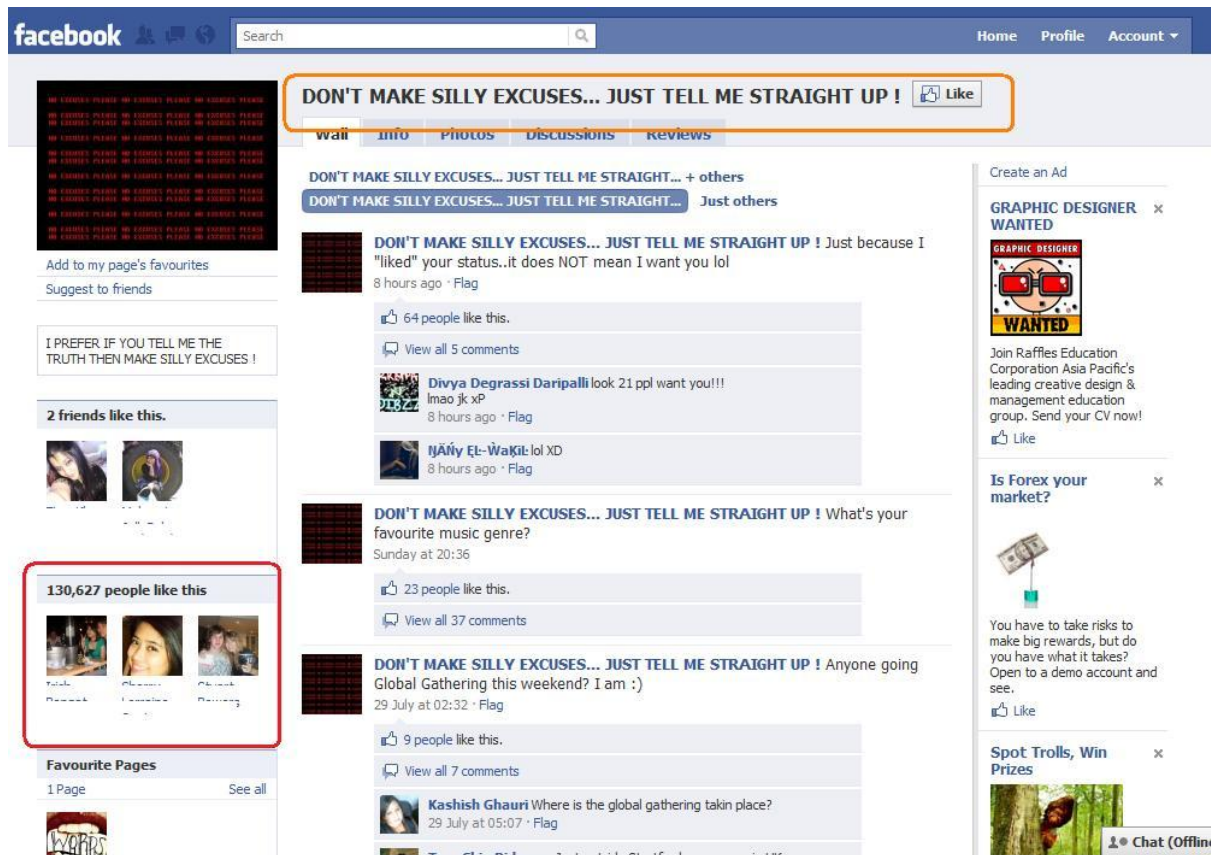 facebook
Search
Home Profile Account
DON'T MAKE SILLY EXCUSES... JUST TELL ME STRAIGHT UP ! Like
Wall Info Photos Discussions Reviews
Add to my page's favourites
Suggest to friends
I PREFER IF YOU TELL ME THE
TRUTH THEN MAKE SILLY EXCUSES !
2 friends like this.
130,627 people like this
Favourite Pages
1 Page See all
DON'T MAKE SILLY EXCUSES... JUST TELL ME STRAIGHT... + others
DON'T MAKE SILLY EXCUSES... JUST TELL ME STRAIGHT... Just others
DON'T MAKE SILLY EXCUSES... JUST TELL ME STRAIGHT UP ! Just because I
"liked" your status..it does NOT mean I want you lol
8 hours ago · Flag
64 people like this.
View all 5 comments
Divya Degrassi Daripalli look 21 ppl want you!!!
lmao jk xP
8 hours ago · Flag
lol XD
8 hours ago · Flag
DON'T MAKE SILLY EXCUSES... JUST TELL ME STRAIGHT UP ! What's your
favourite music genre?
Sunday at 20:36
23 people like this.
View all 37 comments
DON'T MAKE SILLY EXCUSES... JUST TELL ME STRAIGHT UP ! Anyone going
Global Gathering this weekend? I am :)
29 July at 02:32 · Flag
9 people like this.
View all 7 comments
Kashish Ghauri Where is the global gathering takin place?
29 July at 05:07 · Flag
Create an Ad
GRAPHIC DESIGNER
WANTED
GRAPHIC DESIGNER
WANTED
Join Raffles Education
Corporation Asia Pacific's
leading creative design &
management education
group. Send your CV now!
Like
Is Forex your
market?
You have to take risks to
make big rewards, but do
you have what it takes?
Open to a demo account and
see.
Like
Spot Trolls, Win
Prizes
Chat (Offline